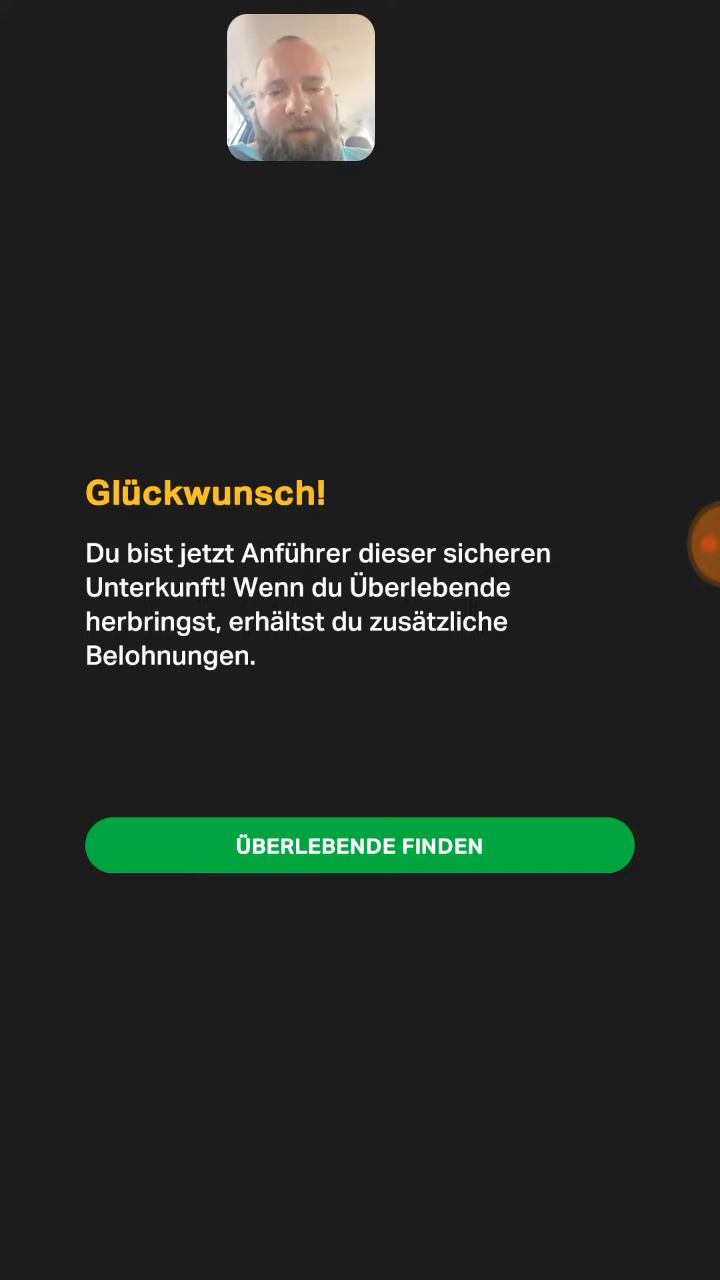 Glückwunsch!
Du bist jetzt Anführer dieser sicheren
Unterkunft! Wenn du Überlebende
herbringst, erhältst du zusätzliche
Belohnungen.
ÜBERLEBENDE FINDEN